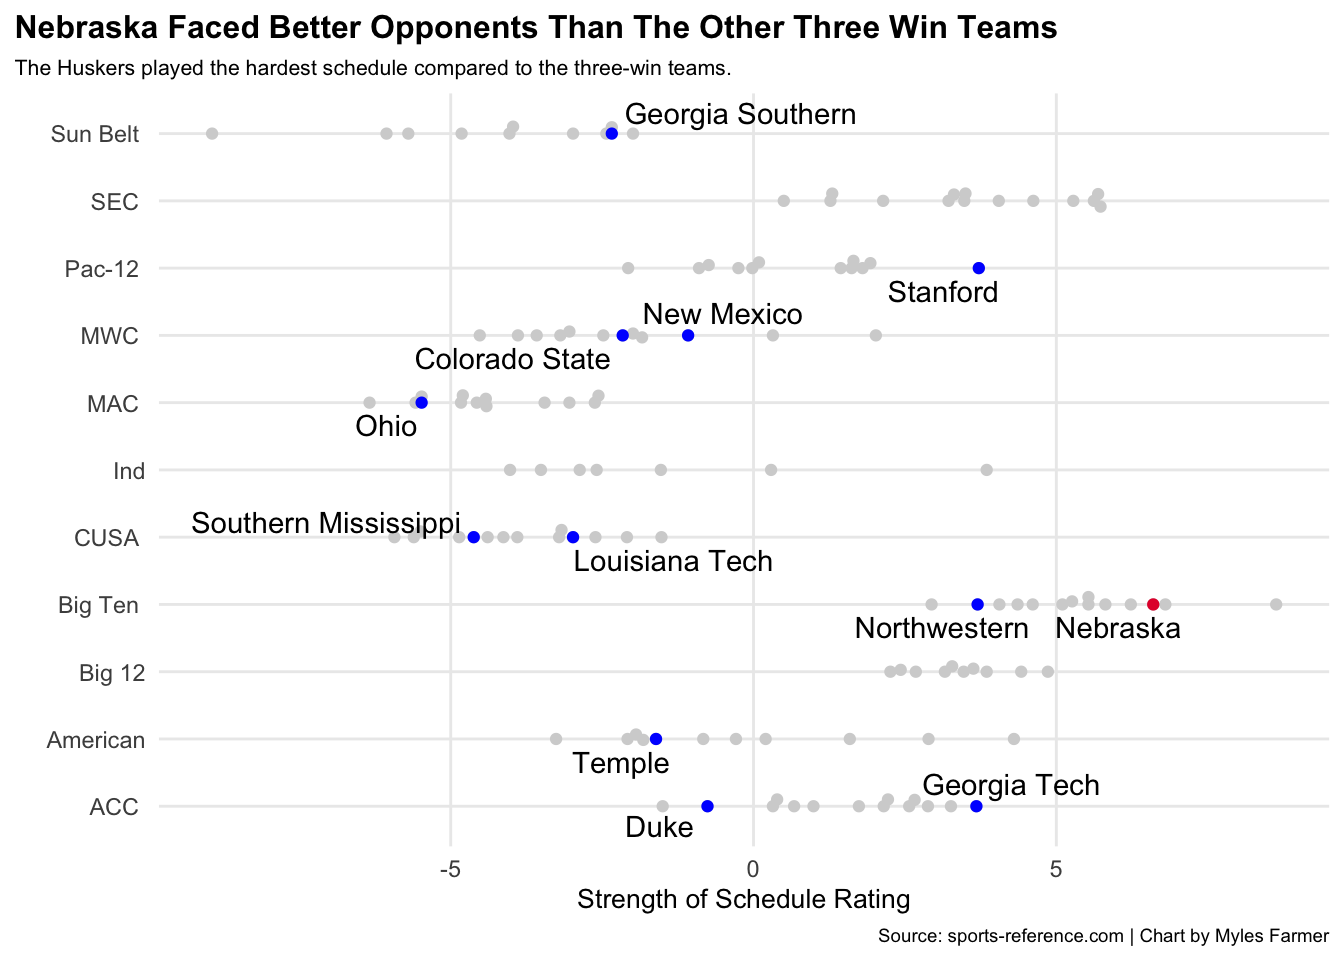 Nebraska Faced Better Opponents Than The Other Three Win Teams
The Huskers played the hardest schedule compared to the three-win teams.
Georgia Southern
Sun Belt
SEC
Pac-12
Stanford
New Mexico
MWC
Colorado State
MAC
Ohio
Ind
Southern Mississippi
CUSA
Louisiana Tech
Big Ten
Northwestern Nebraska
Big 12
American
Temple
Georgia Tech
ACC
Duke
-5 0 5
Strength of Schedule Rating
Source: sports-reference.com | Chart by Myles Farmer